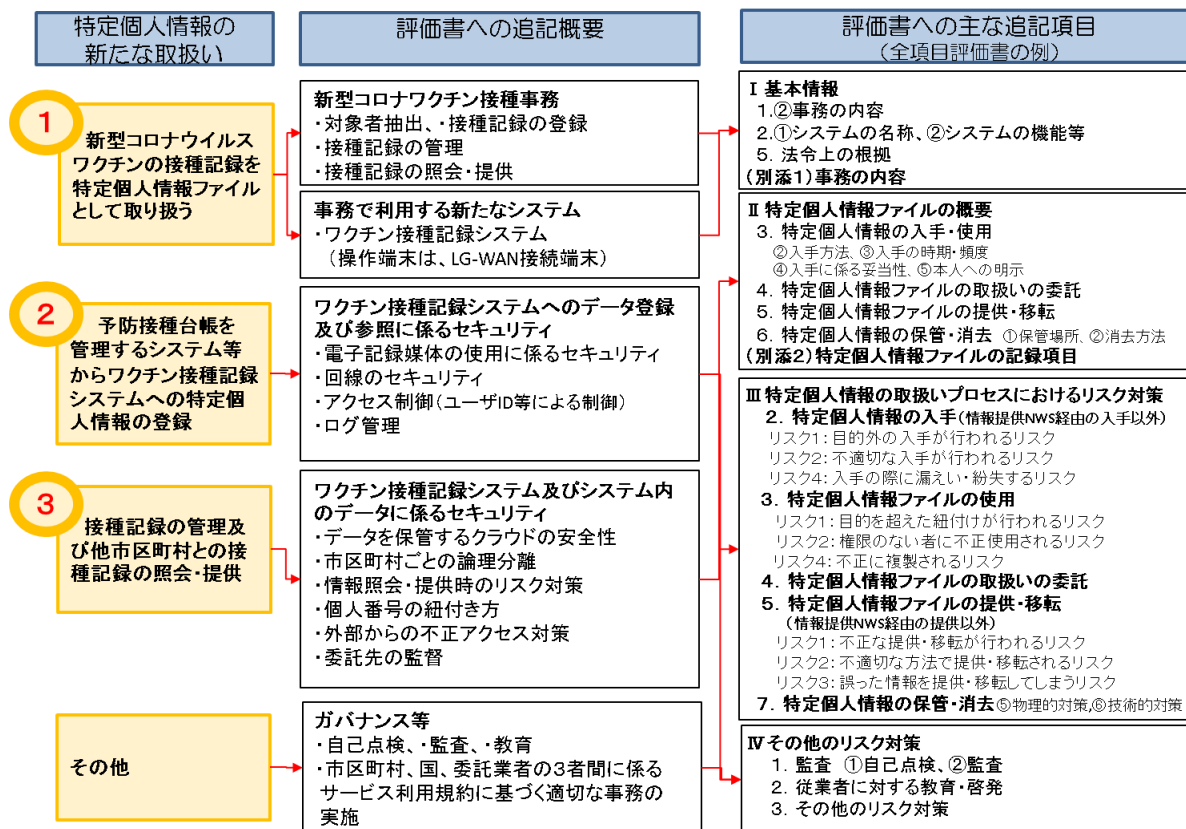 特定個人情報の
新たな取扱い
評価書への追記概要
評価書への主な追記項目
(全項目評価書の例)
1
新型コロナウイルス
ワクチンの接種記録を
特定個人情報ファイル
として取り扱う
新型コロナワクチン接種事務
・対象者抽出、・接種記録の登録
・接種記録の管理
・接種記録の照会・提供
事務で利用する新たなシステム
・ワクチン接種記録システム
(操作端末は、LG-WAN接続端末)
2
予防接種台帳を
管理するシステム等
からワクチン接種記録
システムへの特定個
人情報の登録
ワクチン接種記録システムへのデータ登録
及び参照に係るセキュリティ
・電子記録媒体の使用に係るセキュリティ
・回線のセキュリティ
・アクセス制御(ユーザID等による制御)
・ログ管理
3
接種記録の管理及
び他市区町村との接
種記録の照会・提供
ワクチン接種記録システム及びシステム内
のデータに係るセキュリティ
・データを保管するクラウドの安全性
・市区町村ごとの論理分離
・情報照会・提供時のリスク対策
・個人番号の紐付き方
・外部からの不正アクセス対策
・委託先の監督
その他
ガバナンス等
・自己点検、・監査、・教育
・市区町村、国、委託業者の3者間に係る
サービス利用規約に基づく適切な事務の
実施
Ⅰ 基本情報
1.②事務の内容
2.①システムの名称、②システムの機能等
5. 法令上の根拠
(別添1)事務の内容
Ⅱ 特定個人情報ファイルの概要
3. 特定個人情報の入手・使用
②入手方法、③入手の時期・頻度
④入手に係る妥当性、⑤本人への明示
4. 特定個人情報ファイルの取扱いの委託
5. 特定個人情報ファイルの提供・移転
6. 特定個人情報の保管・消去 ①保管場所、②消去方法
(別添2)特定個人情報ファイルの記録項目
Ⅲ 特定個人情報の取扱いプロセスにおけるリスク対策
2. 特定個人情報の入手(情報提供NWS経由の入手以外)
リスク1:目的外の入手が行われるリスク
リスク2:不適切な入手が行われるリスク
リスク4:入手の際に漏えい・紛失するリスク
3. 特定個人情報ファイルの使用
リスク1:目的を超えた紐付けが行われるリスク
リスク2:権限のない者に不正使用されるリスク
リスク4:不正に複製されるリスク
4. 特定個人情報ファイルの取扱いの委託
5. 特定個人情報ファイルの提供・移転
(情報提供NWS経由の提供以外)
リスク1:不正な提供・移転が行われるリスク
リスク2:不適切な方法で提供・移転されるリスク
リスク3:誤った情報を提供・移転してしまうリスク
7. 特定個人情報の保管・消去 ⑤物理的対策,⑥技術的対策
Ⅳ その他のリスク対策
1. 監査 ①自己点検、②監査
2. 従業者に対する教育・啓発
3. その他のリスク対策